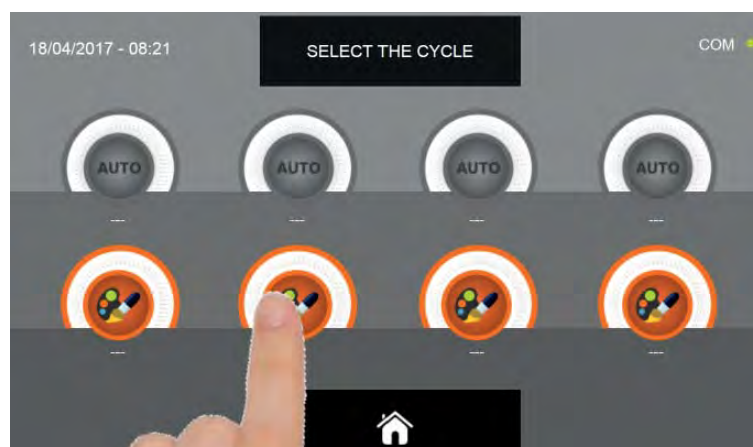 18/04/2017 - 08:21
SELECT THE CYCLE
COM
AUTO AUTO AUTO AUTO
--- --- --- ---
--- --- ---